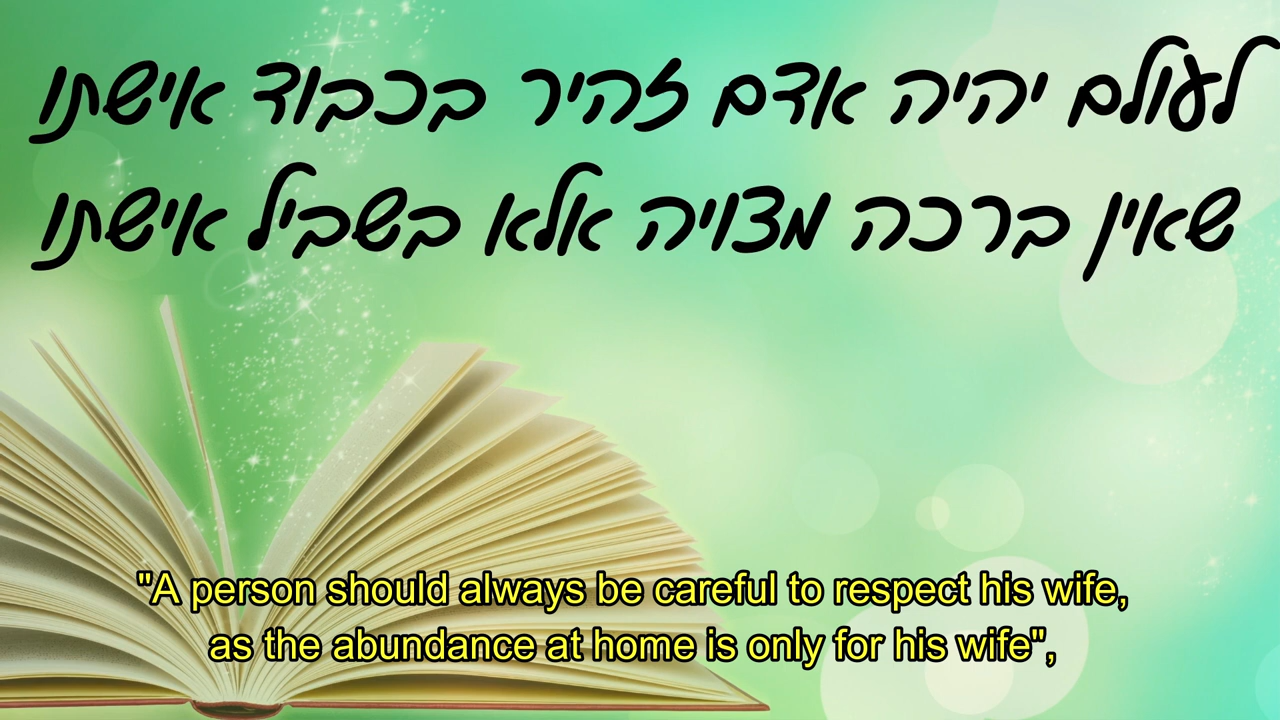 לעולם יהיה אדם זהיר בכבוד אישתו
שאין ברכה מצויה אלא בשביל אישתו
"A person should always be careful to respect his wife,
as the abundance at home is only for his wife",